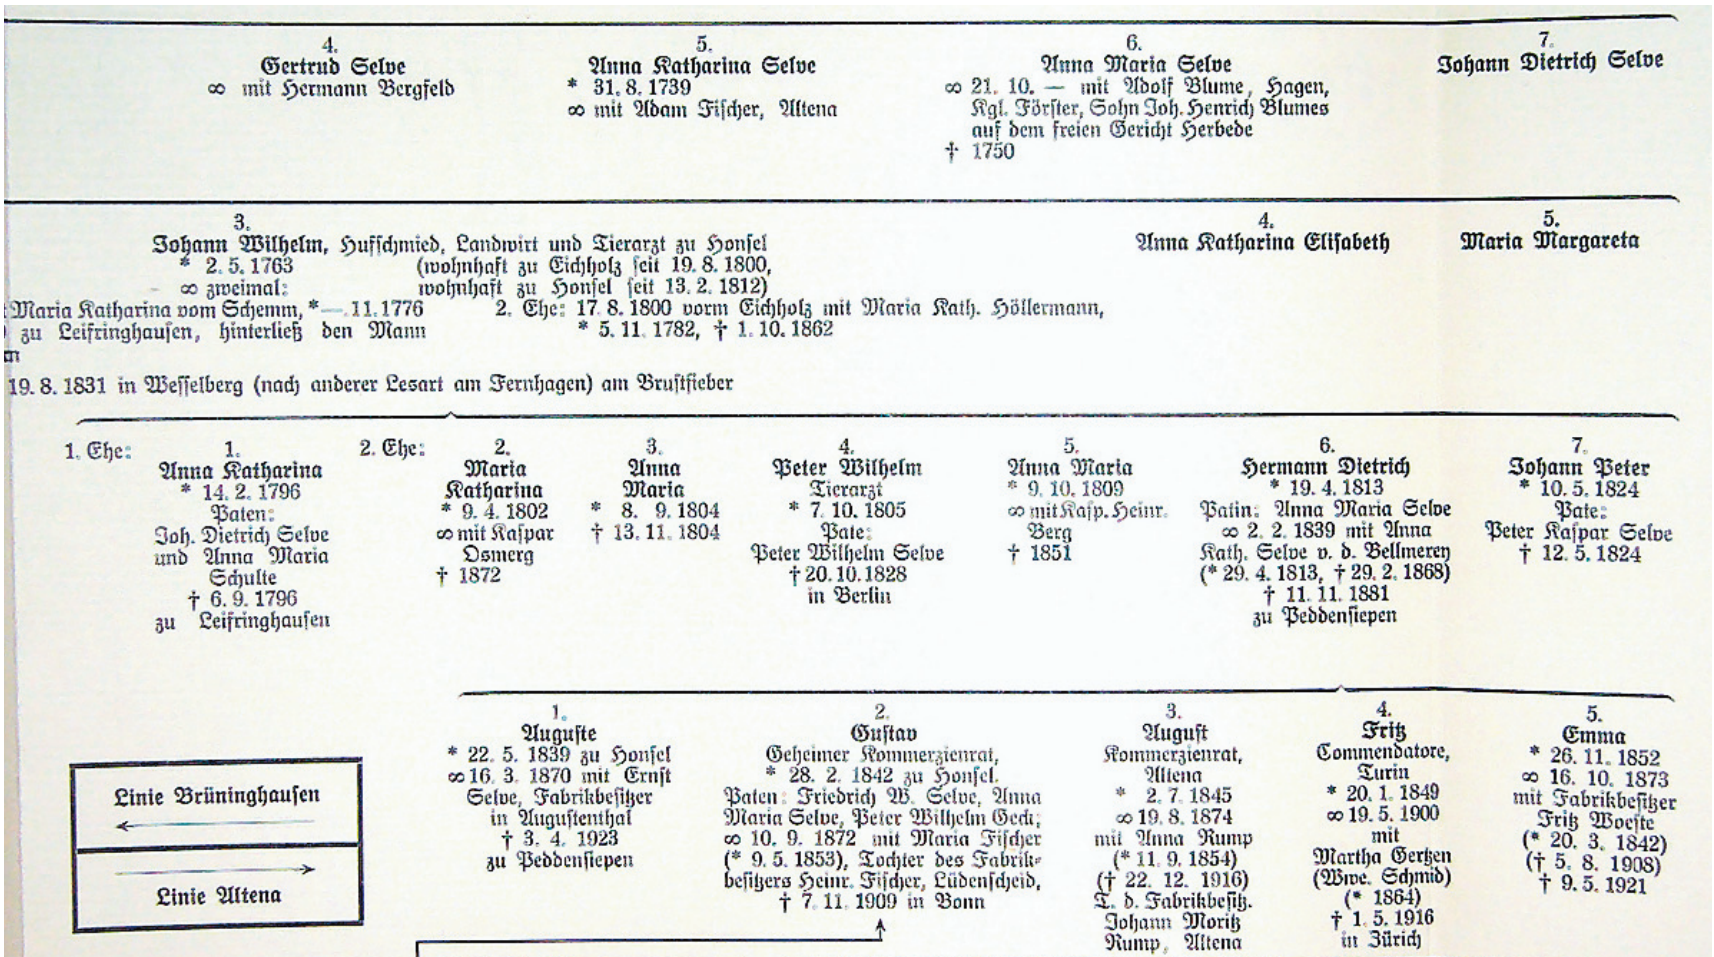 4.
Gertrud Selve
∞ mit Hermann Bergfeld
5.
Anna Katharina Selve
* 31. 8. 1739
∞ mit Adam Fischer, Altena
6.
Anna Maria Selve
∞ 21. 10. — mit Adolf Blume, Hagen,
Kgl. Förster, Sohn Joh. Henrich Blumes
auf dem freien Gericht Herbede
† 1750
7.
Johann Dietrich Selve
3.
Johann Wilhelm, Hufschmied, Landwirt und Tierarzt zu Honsel
* 2. 5. 1763 (wohnhaft zu Eichholz seit 19. 8. 1800,
∞ zweimal: wohnhaft zu Honsel seit 13. 2. 1812)
Maria Katharina vom Schemm, * —. 11. 1776 2. Ehe: 17. 8. 1800 vorm Eichholz mit Maria Kath. Höllermann,
zu Leifringhausen, hinterließ den Mann * 5. 11. 1782, † 1. 10. 1862
19. 8. 1831 in Wesselberg (nach anderer Lesart am Fernhagen) am Brustfieber
4.
Anna Katharina Elisabeth
5.
Maria Margareta
1. Ehe:
1.
Anna Katharina
* 14. 2. 1796
Paten:
Joh. Dietrich Selve
und Anna Maria
Schulte
† 6. 9. 1796
zu Leifringhausen
2. Ehe:
2.
Maria
Katharina
* 9. 4. 1802
∞ mit Kaspar
Osmerg
† 1872
3.
Anna
Maria
* 8. 9. 1804
† 13. 11. 1804
4.
Peter Wilhelm
Tierarzt
* 7. 10. 1805
Pate:
Peter Wilhelm Selve
† 20. 10. 1828
in Berlin
5.
Anna Maria
* 9. 10. 1809
∞ mit Kasp. Heinr.
Berg
† 1851
6.
Hermann Dietrich
* 19. 4. 1813
Patin: Anna Maria Selve
∞ 2. 2. 1839 mit Anna
Kath. Selve v. d. Bellmerey
(* 29. 4. 1813, † 29. 2. 1868)
† 11. 11. 1881
zu Peddensiepen
7.
Johann Peter
* 10. 5. 1824
Pate:
Peter Kaspar Selve
† 12. 5. 1824
1.
Auguste
* 22. 5. 1839 zu Honsel
∞ 16. 3. 1870 mit Ernst
Selve, Fabrikbesitzer
in Augustenthal
† 3. 4. 1923
zu Peddensiepen
2.
Gustav
Geheimer Kommerzienrat,
* 28. 2. 1842 zu Honsel.
Paten: Friedrich W. Selve, Anna
Maria Selve, Peter Wilhelm Geck;
∞ 10. 9. 1872 mit Maria Fischer
(* 9. 5. 1853), Tochter des Fabrik-
besitzers Heinr. Fischer, Lüdenscheid,
† 7. 11. 1909 in Bonn
3.
August
Kommerzienrat,
Altena
* 2. 7. 1845
∞ 19. 8. 1874
mit Anna Rump
(* 11. 9. 1854)
(† 22. 12. 1916)
T. d. Fabrikbesitz.
Johann Moritz
Rump, Altena
4.
Fritz
Commendatore,
Turin
* 20. 1. 1849
∞ 19. 5. 1900
mit
Martha Gertzen
(Wwe. Schmid)
(* 1864)
† 1. 5. 1916
in Zürich
5.
Emma
* 26. 11. 1852
∞ 16. 10. 1873
mit Fabrikbesitzer
Fritz Woeste
(* 20. 3. 1842)
(† 5. 8. 1908)
† 9. 5. 1921
Linie Brüninghausen
Linie Altena